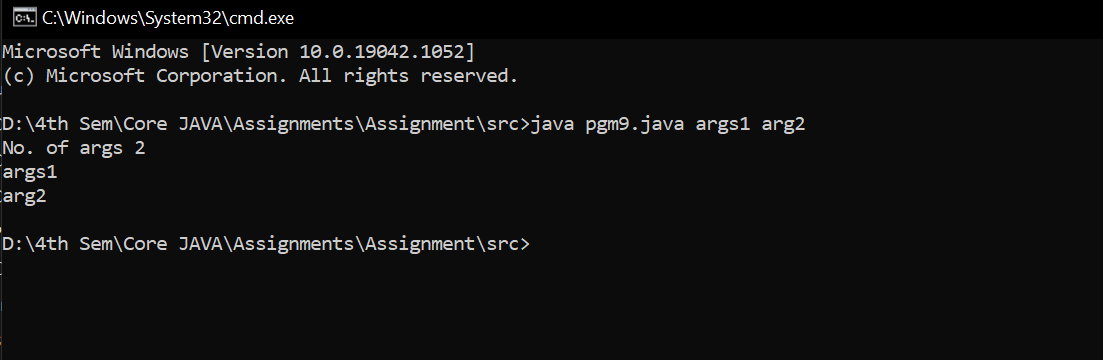 C:\Windows\System32\cmd.exe
Microsoft Windows [Version 10.0.19042.1052]
(c) Microsoft Corporation. All rights reserved.
D:\4th Sem\Core JAVA\Assignments\Assignment\src>java pgm9.java args1 arg2
No. of args 2
args1
arg2
D:\4th Sem\Core JAVA\Assignments\Assignment\src>